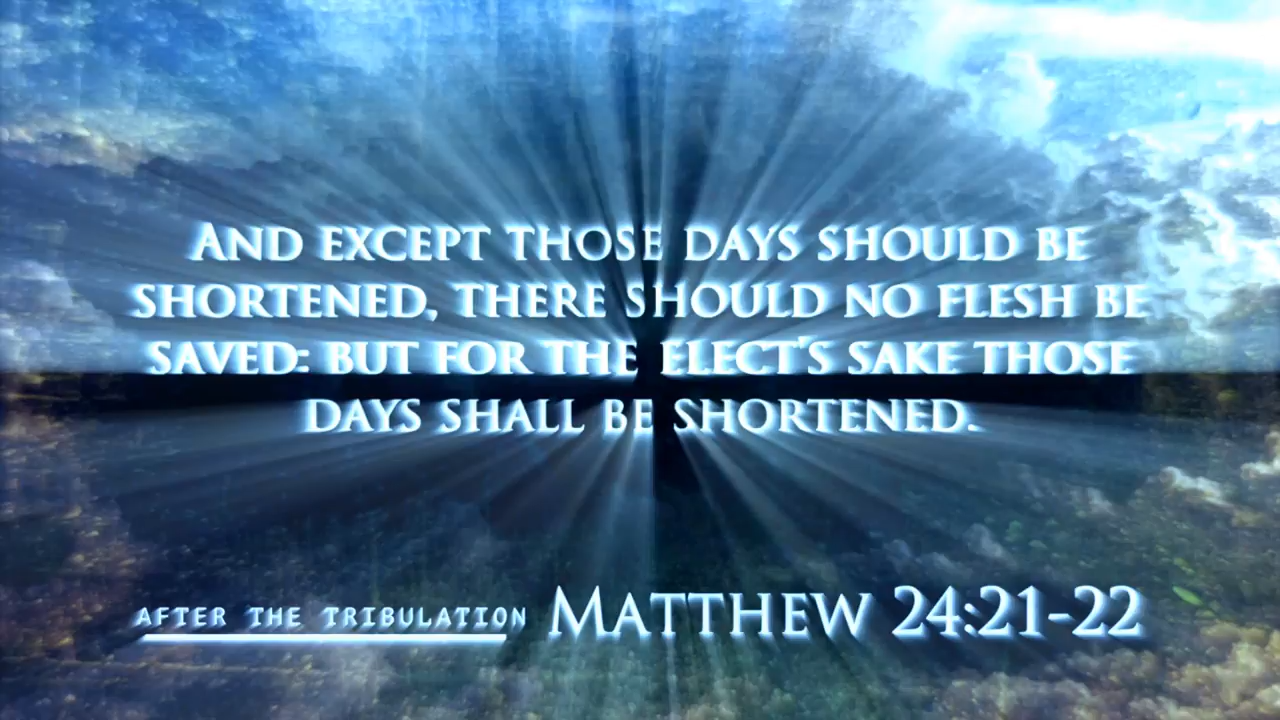 AND EXCEPT THOSE DAYS SHOULD BE
SHORTENED, THERE SHOULD NO FLESH BE
SAVED: BUT FOR THE ELECT'S SAKE THOSE
DAYS SHALL BE SHORTENED.
AFTER THE TRIBULATION MATTHEW 24:21-22